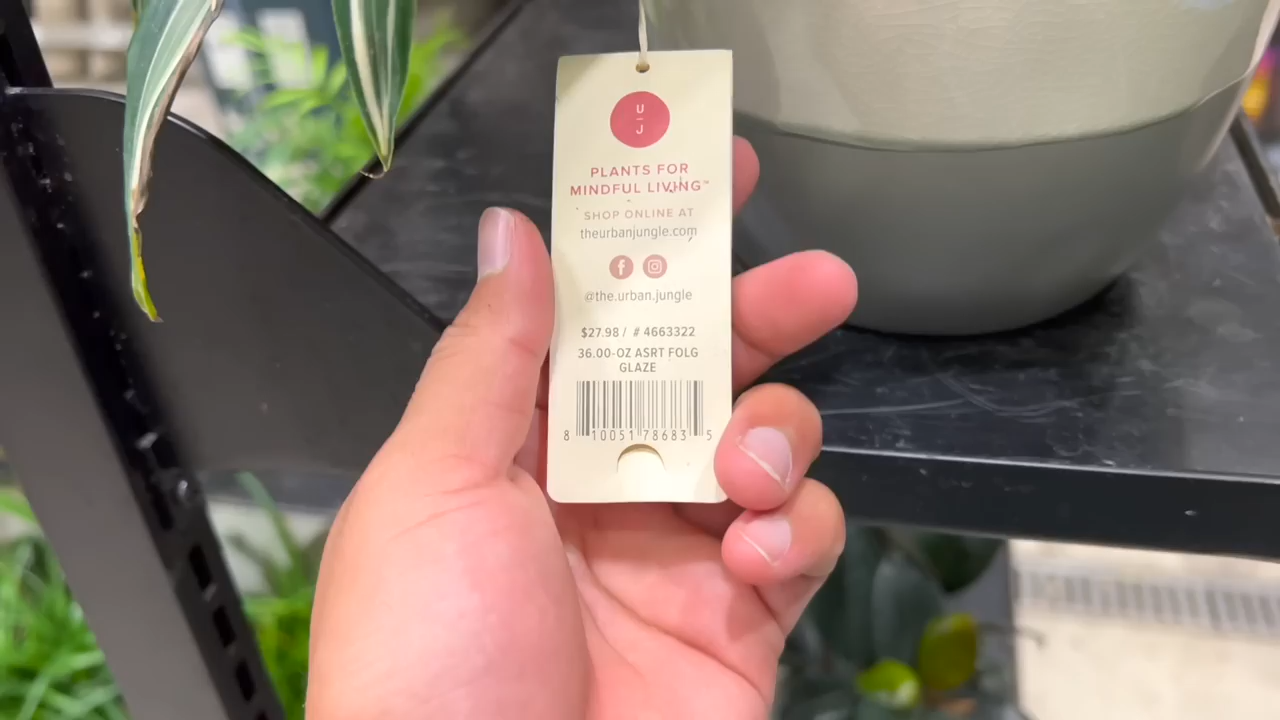 U
J
PLANTS FOR
MINDFUL LIVING™
SHOP ONLINE AT
theurbanjungle.com
@the.urban.jungle
$27.98 / # 4663322
36.00-OZ ASRT FOLG
GLAZE
8 10051 78683 5